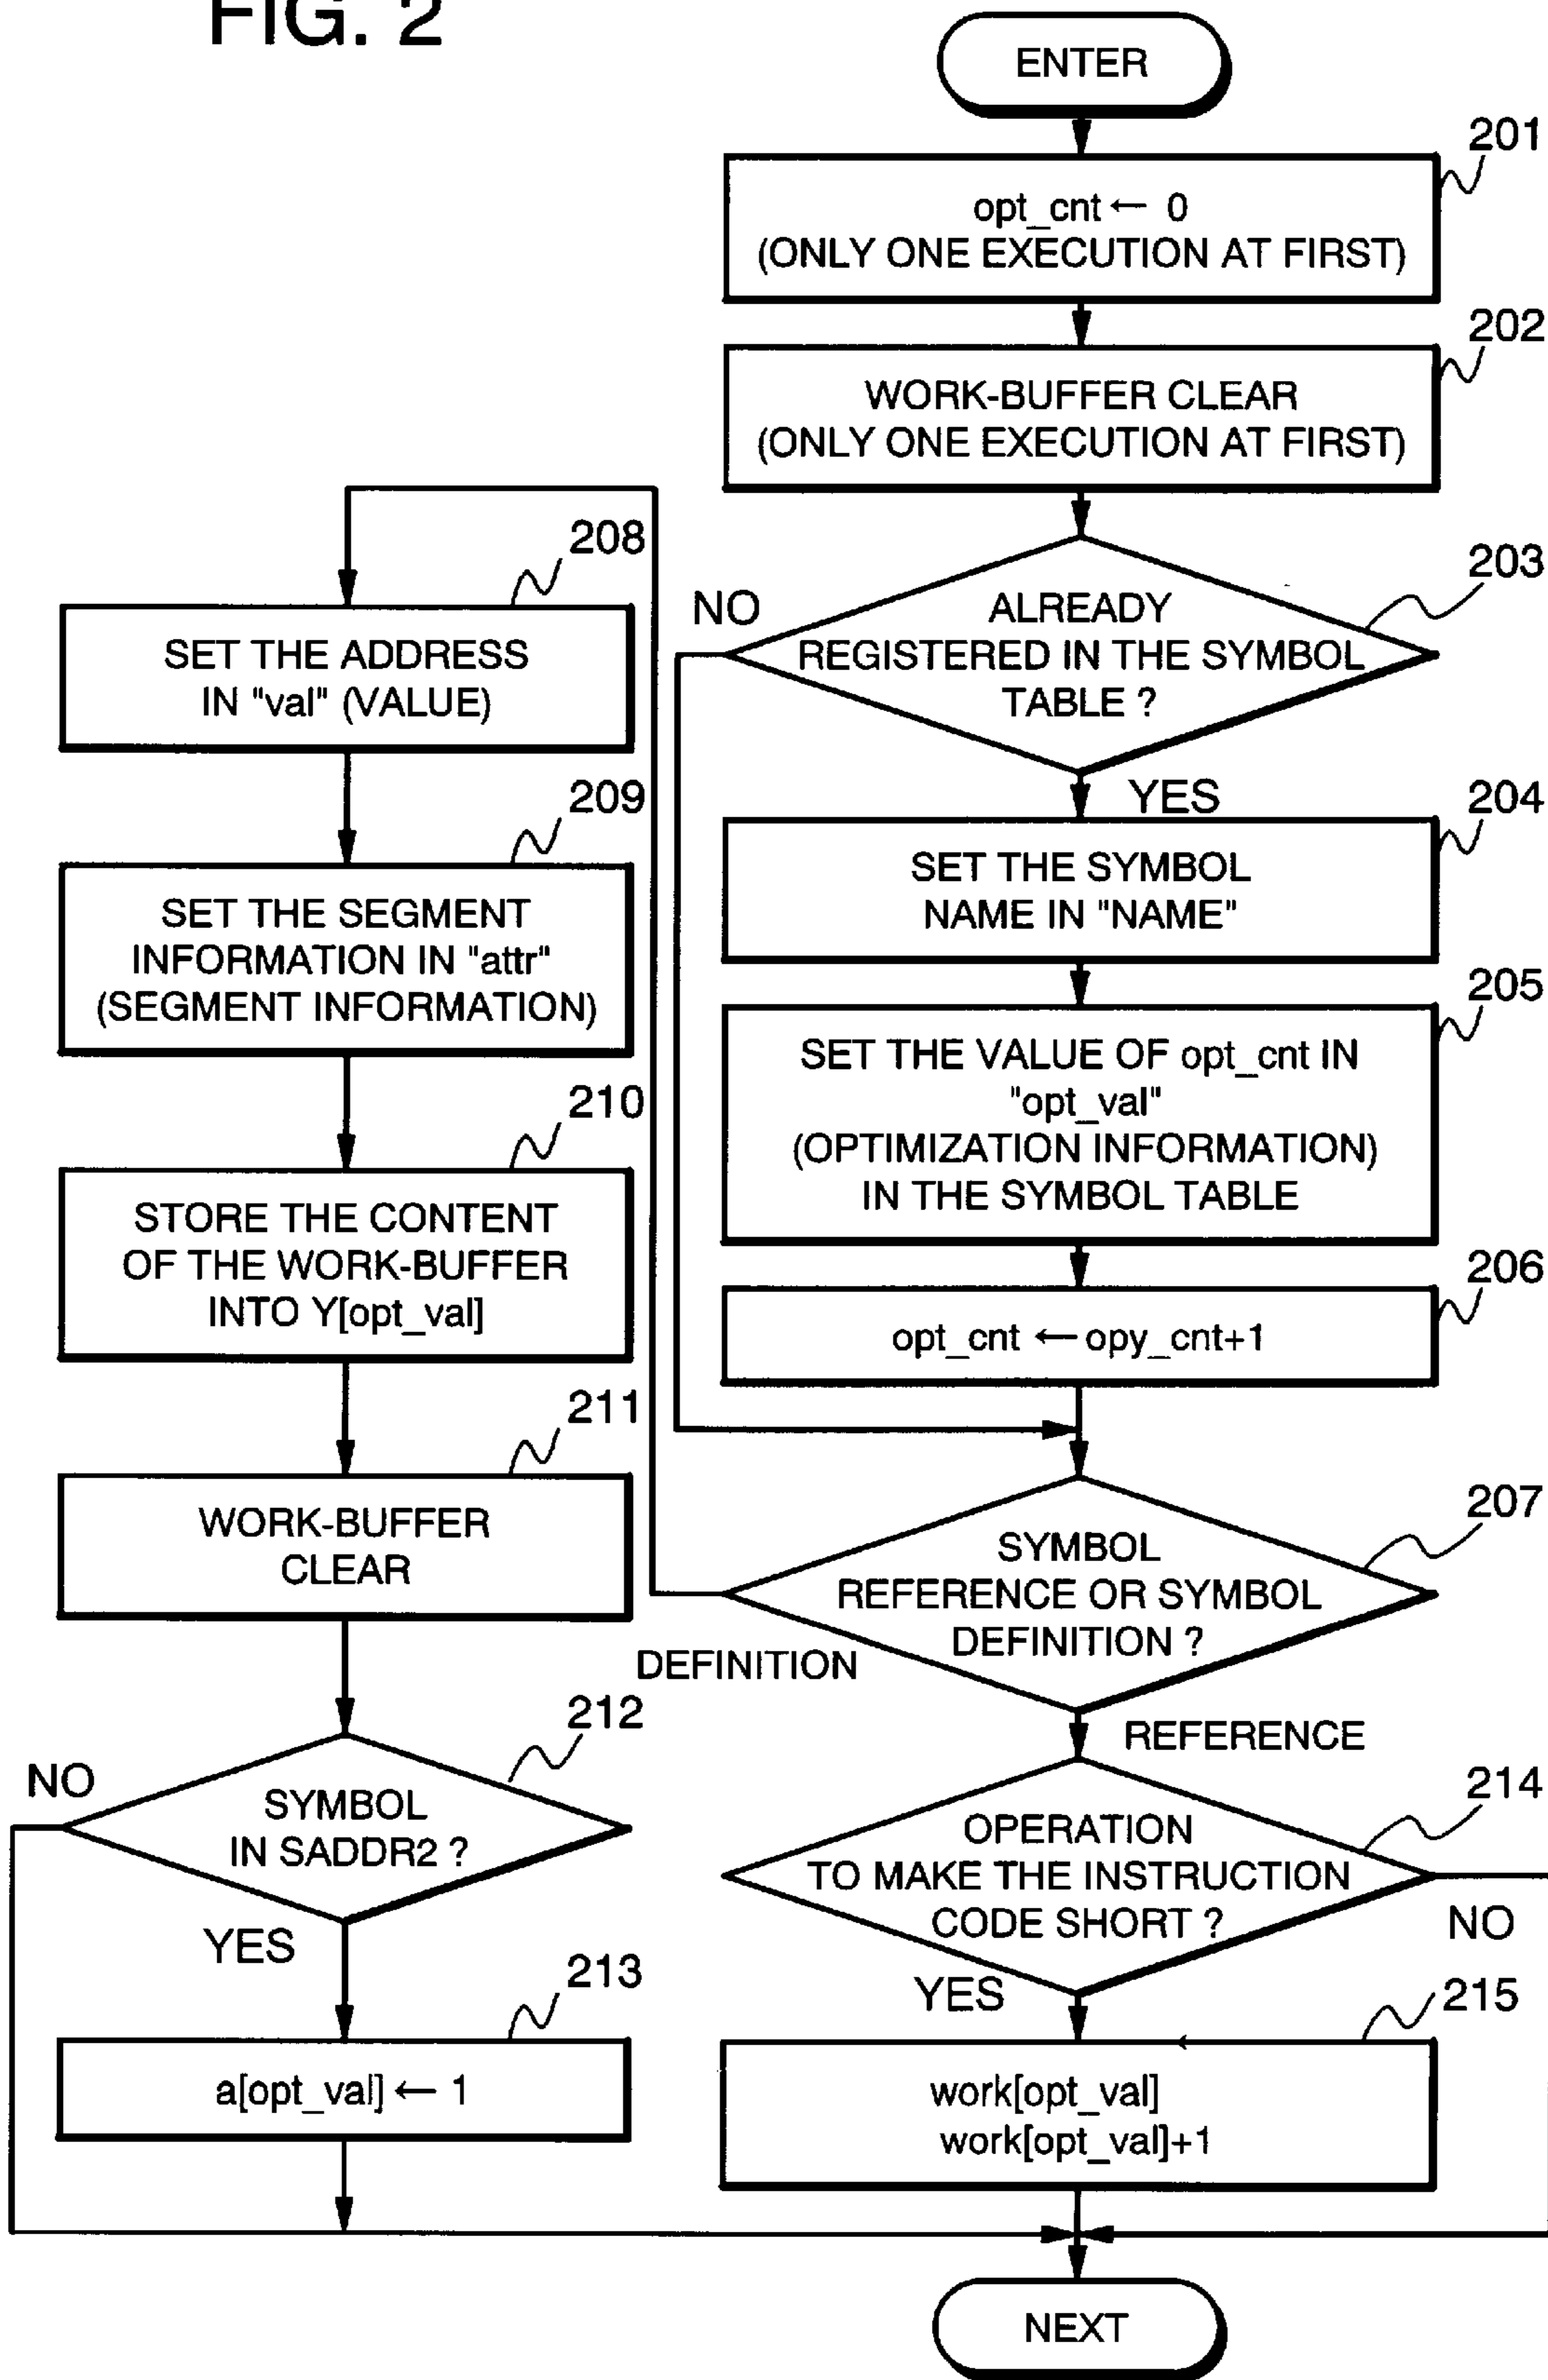 FIG. 2
ENTER
201
opt_cnt ← 0
(ONLY ONE EXECUTION AT FIRST)
202
WORK-BUFFER CLEAR
(ONLY ONE EXECUTION AT FIRST)
203
ALREADY
REGISTERED IN THE SYMBOL
TABLE ?
NO
YES
204
SET THE SYMBOL
NAME IN "NAME"
205
SET THE VALUE OF opt_cnt IN
"opt_val"
(OPTIMIZATION INFORMATION)
IN THE SYMBOL TABLE
206
opt_cnt ← opy_cnt+1
207
SYMBOL
REFERENCE OR SYMBOL
DEFINITION ?
DEFINITION
REFERENCE
208
SET THE ADDRESS
IN "val" (VALUE)
209
SET THE SEGMENT
INFORMATION IN "attr"
(SEGMENT INFORMATION)
210
STORE THE CONTENT
OF THE WORK-BUFFER
INTO Y[opt_val]
211
WORK-BUFFER
CLEAR
212
SYMBOL
IN SADDR2 ?
NO
YES
213
a[opt_val] ← 1
214
OPERATION
TO MAKE THE INSTRUCTION
CODE SHORT ?
NO
YES
215
work[opt_val]
work[opt_val]+1
NEXT